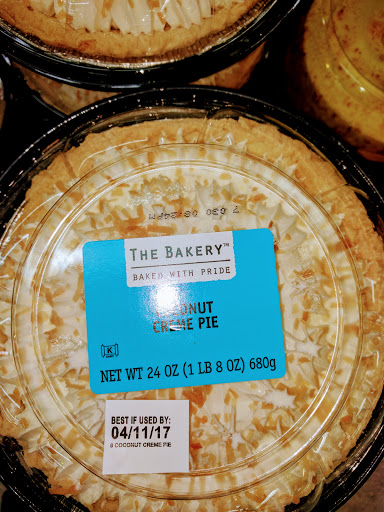 THE BAKERY™
BAKED WITH PRIDE
COCONUT
CREME PIE
K
NET WT 24 OZ (1 LB 8 OZ) 680g
BEST IF USED BY:
04/11/17
8 COCONUT CREME PIE